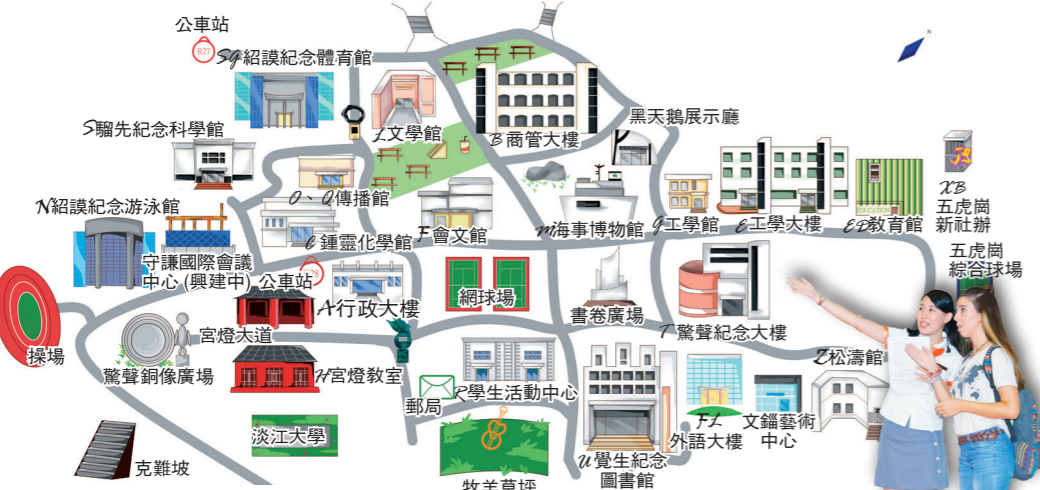 公車站
R27
SG 紹謨紀念體育館
L文學館
B商管大樓
黑天鵝展示廳
S騮先紀念科學館
O、Q傳播館
XB
五虎崗
新社辦
N紹謨紀念游泳館
C鍾靈化學館
F會文館
M海事博物館
G工學館
E工學大樓
EDUCATION
ED教育館
守謙國際會議
中心(興建中)
公車站
28
五虎崗
綜合球場
A行政大樓
網球場
書卷廣場
T驚聲紀念大樓
操場
宮燈大道
驚聲銅像廣場
H宮燈教室
Z松濤館
郵局
R學生活動中心
FL
外語大樓
文錙藝術
中心
淡江大學
克難坡
牧羊草坪
U覺生紀念
圖書館